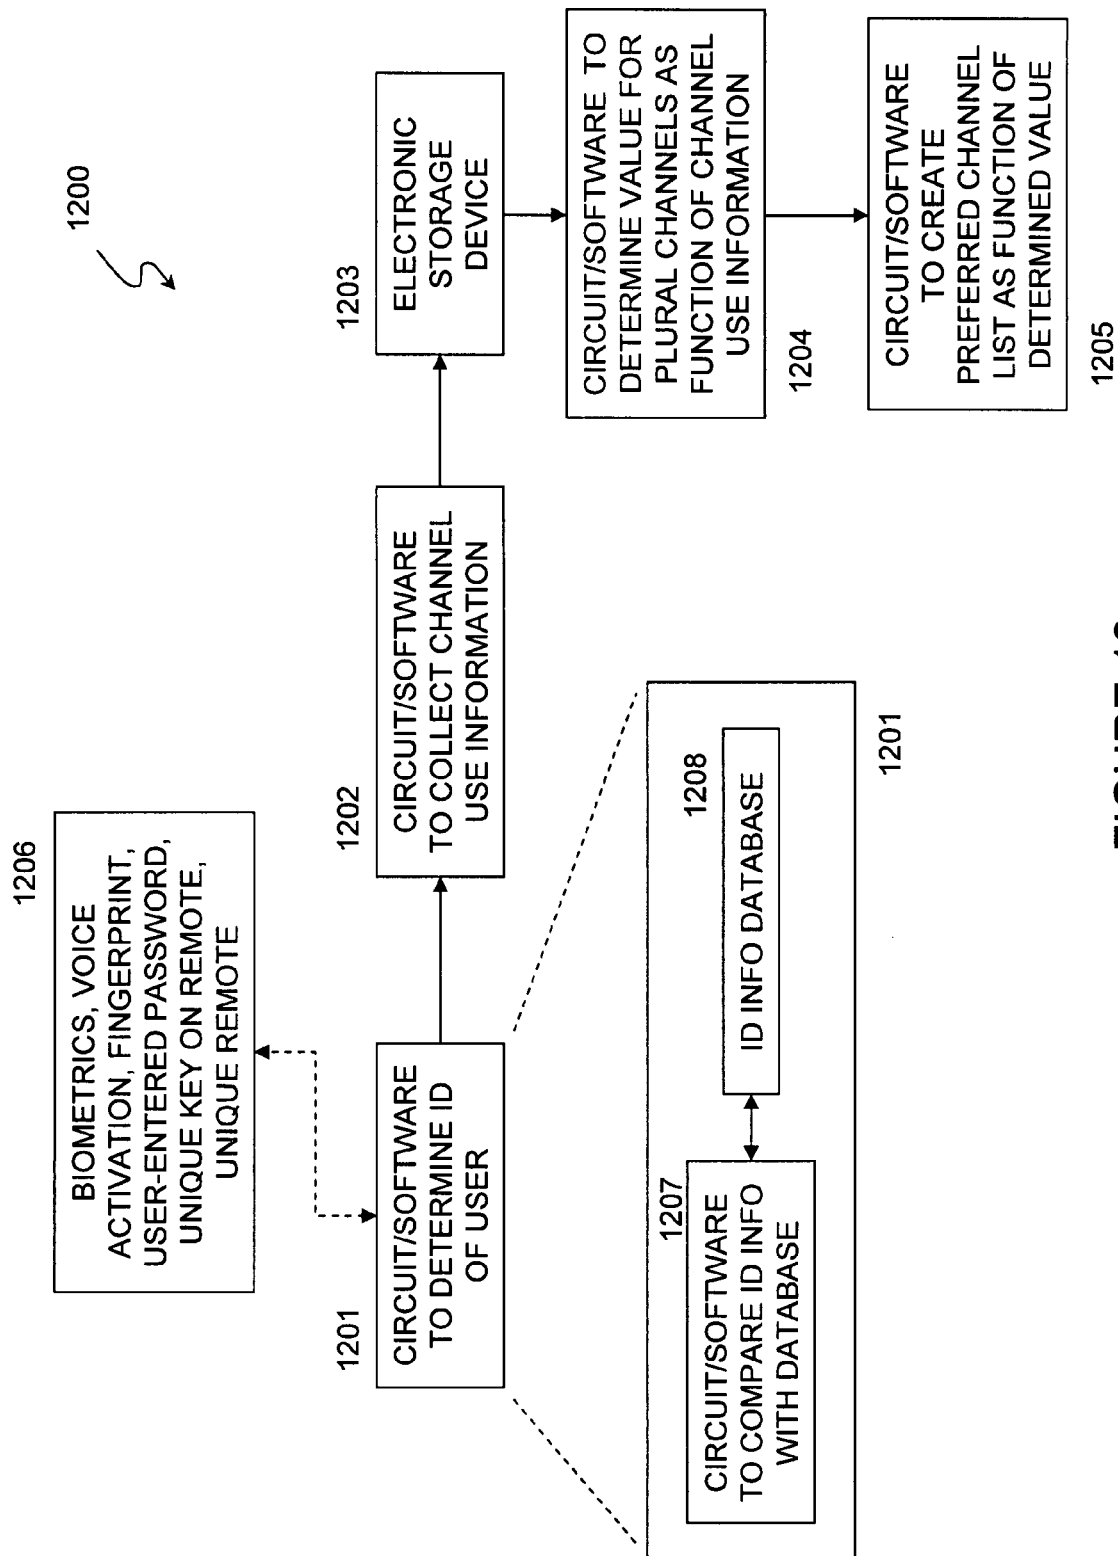 1206
BIOMETRICS, VOICE
ACTIVATION, FINGERPRINT,
USER-ENTERED PASSWORD,
UNIQUE KEY ON REMOTE,
UNIQUE REMOTE
1200
1201
CIRCUIT/SOFTWARE
TO DETERMINE ID
OF USER
1202
CIRCUIT/SOFTWARE
TO COLLECT CHANNEL
USE INFORMATION
1203
ELECTRONIC
STORAGE
DEVICE
CIRCUIT/SOFTWARE TO
DETERMINE VALUE FOR
PLURAL CHANNELS AS
FUNCTION OF CHANNEL
USE INFORMATION
1204
CIRCUIT/SOFTWARE
TO CREATE
PREFERRED CHANNEL
LIST AS FUNCTION OF
DETERMINED VALUE
1205
1207
CIRCUIT/SOFTWARE
TO COMPARE ID INFO
WITH DATABASE
1208
ID INFO DATABASE
1201
FIGURE